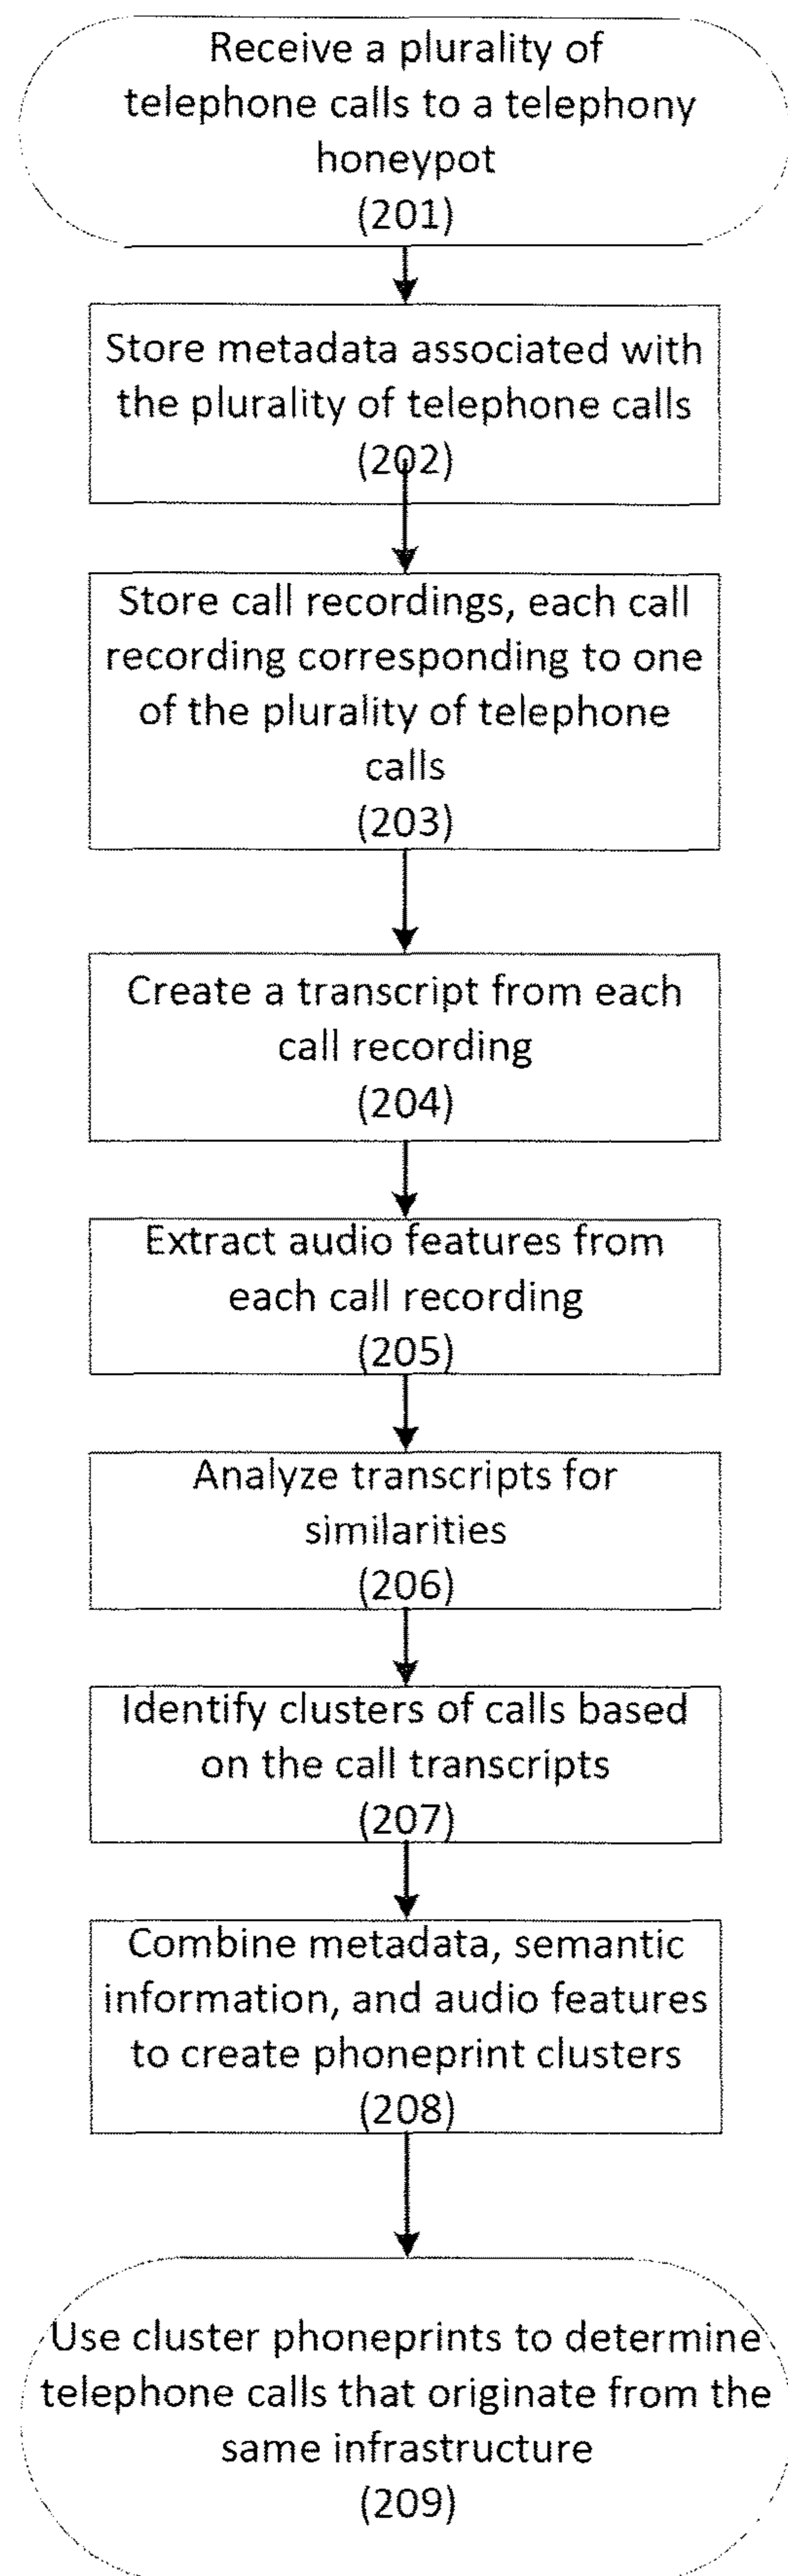 Receive a plurality of
telephone calls to a telephony
honeypot
(201)
Store metadata associated with
the plurality of telephone calls
(202)
Store call recordings, each call
recording corresponding to one
of the plurality of telephone
calls
(203)
Create a transcript from each
call recording
(204)
Extract audio features from
each call recording
(205)
Analyze transcripts for
similarities
(206)
Identify clusters of calls based
on the call transcripts
(207)
Combine metadata, semantic
information, and audio features
to create phoneprint clusters
(208)
Use cluster phoneprints to determine
telephone calls that originate from the
same infrastructure
(209)